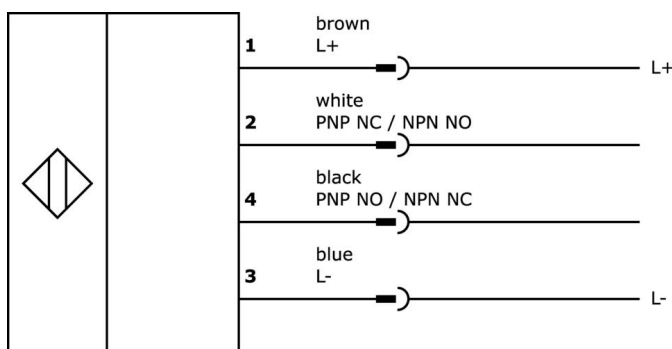 brown
1 L+
L+
white
2 PNP NC / NPN NO
black
4 PNP NO / NPN NC
blue
3 L-
L-